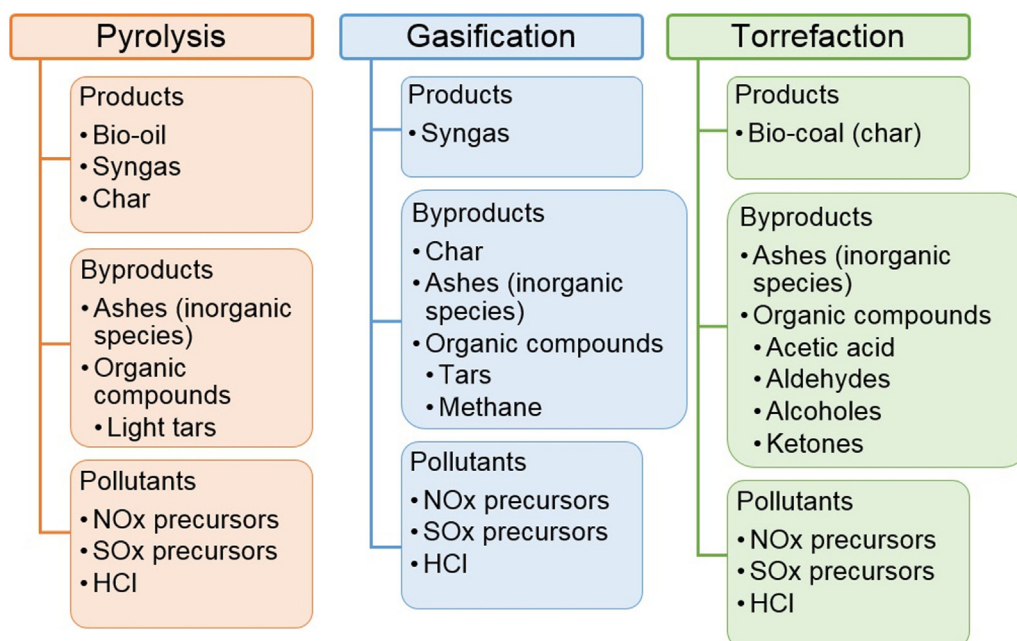 Pyrolysis
Products
• Bio-oil
• Syngas
• Char
Byproducts
• Ashes (inorganic
species)
• Organic
compounds
• Light tars
Pollutants
• NOx precursors
• SOx precursors
• HCl
Gasification
Products
• Syngas
Byproducts
• Char
• Ashes (inorganic
species)
• Organic compounds
• Tars
• Methane
Pollutants
• NOx precursors
• SOx precursors
• HCl
Torrefaction
Products
• Bio-coal (char)
Byproducts
• Ashes (inorganic
species)
• Organic compounds
• Acetic acid
• Aldehydes
• Alcoholes
• Ketones
Pollutants
• NOx precursors
• SOx precursors
• HCl